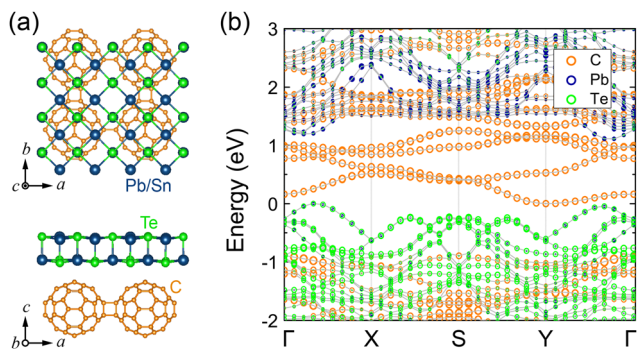 (a)
b
c
a
Pb/Sn
Te
C
c
b
a
(b)
Energy (eV)
3
2
1
0
-1
-2
C
Pb
Te
Γ X S Y Γ